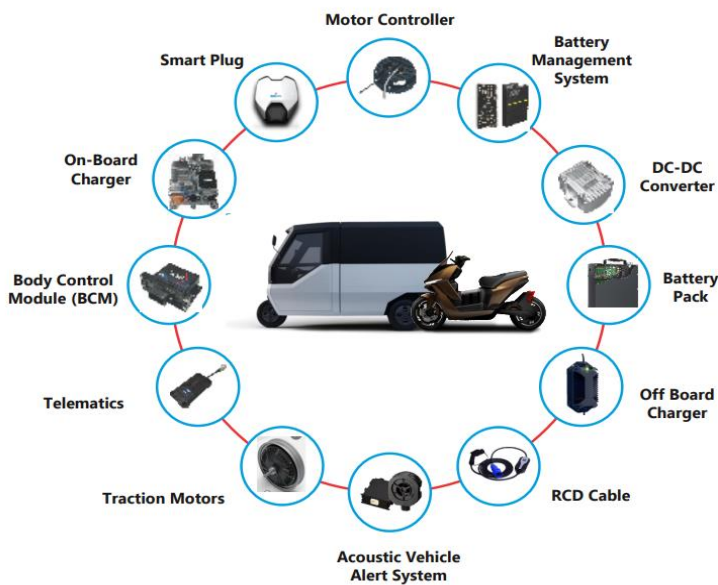 Motor Controller
Smart Plug
Battery
Management
System
On-Board
Charger
DC-DC
Converter
Body Control
Module (BCM)
Battery
Pack
Telematics
Off Board
Charger
Traction Motors
RCD Cable
Acoustic Vehicle
Alert System